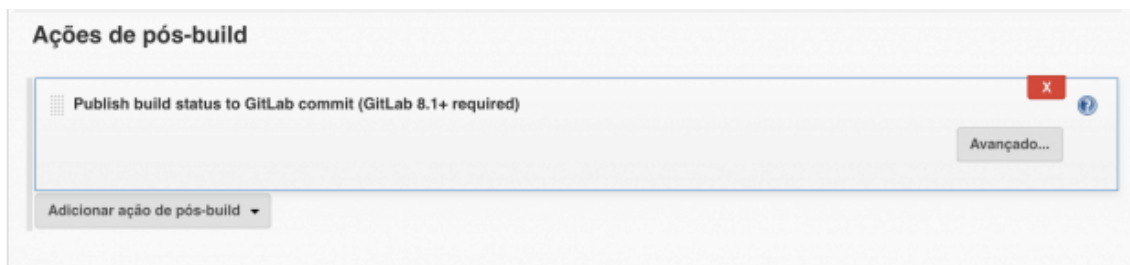 Ações de pós-build
X
Publish build status to GitLab commit (GitLab 8.1+ required)
?
Avançado...
Adicionar ação de pós-build